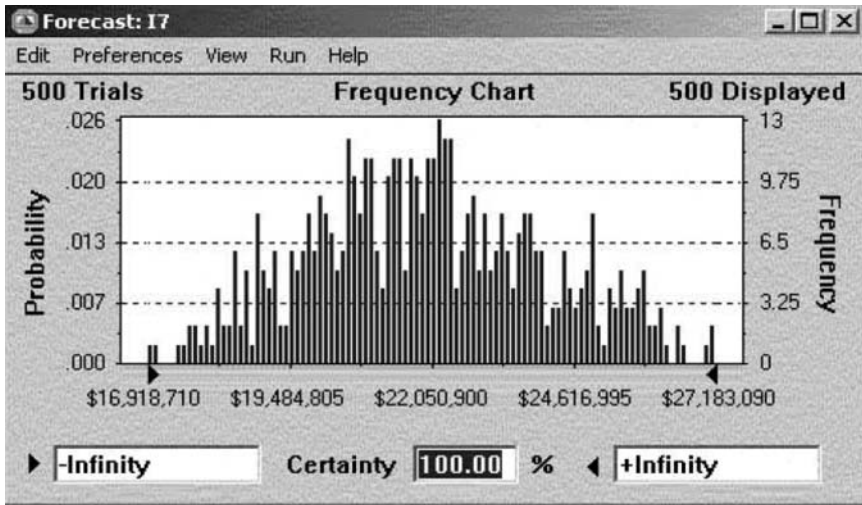 Forecast: I7
Edit Preferences View Run Help
500 Trials Frequency Chart 500 Displayed
.026 13
.020 9.75
.013 6.5
.007 3.25
.000 0
Probability
Frequency
$16,918,710 $19,484,805 $22,050,900 $24,616,995 $27,183,090
-Infinity Certainty 100.00 % +Infinity